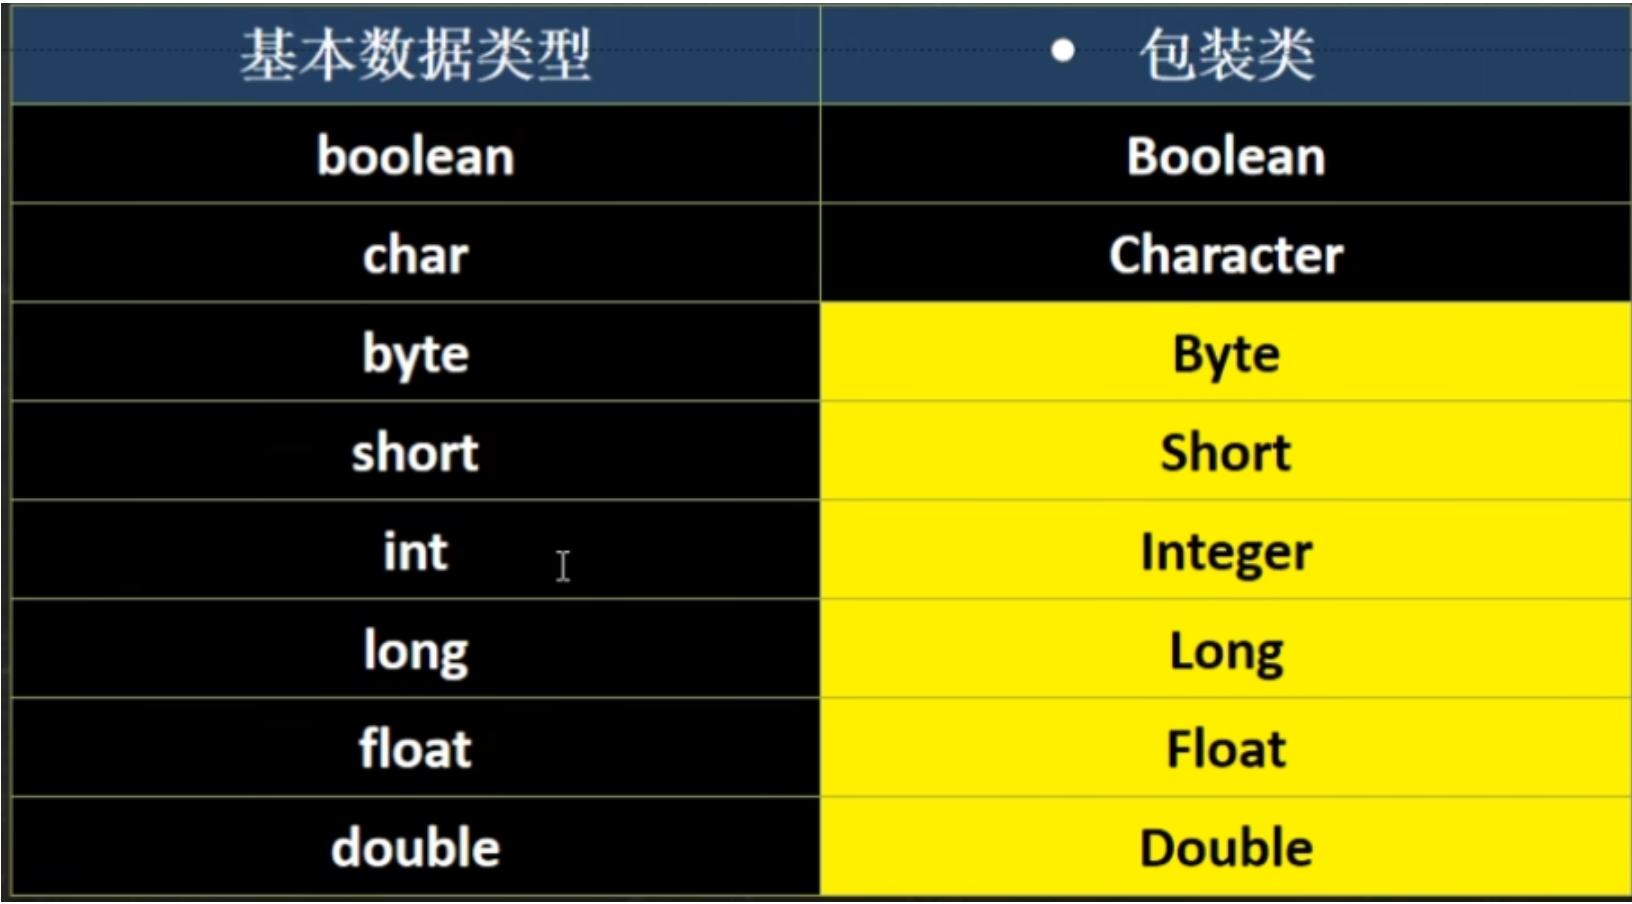 基本数据类型 • 包装类
boolean Boolean
char Character
byte Byte
short Short
int Integer
long Long
float Float
double Double